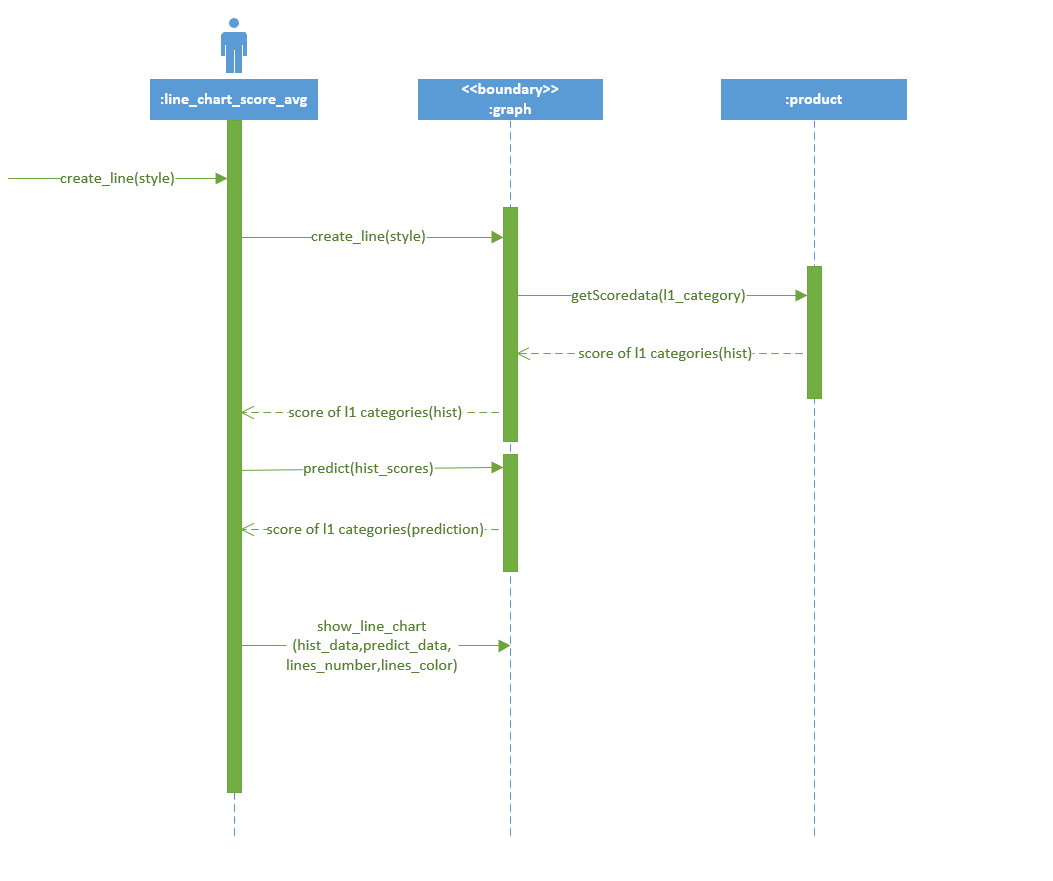 :line_chart_score_avg
<<boundary>>
:graph
:product
create_line(style)
create_line(style)
getScoredata(l1_category)
score of l1 categories(hist)
score of l1 categories(hist)
predict(hist_scores)
score of l1 categories(prediction)
show_line_chart
(hist_data,predict_data,
lines_number,lines_color)